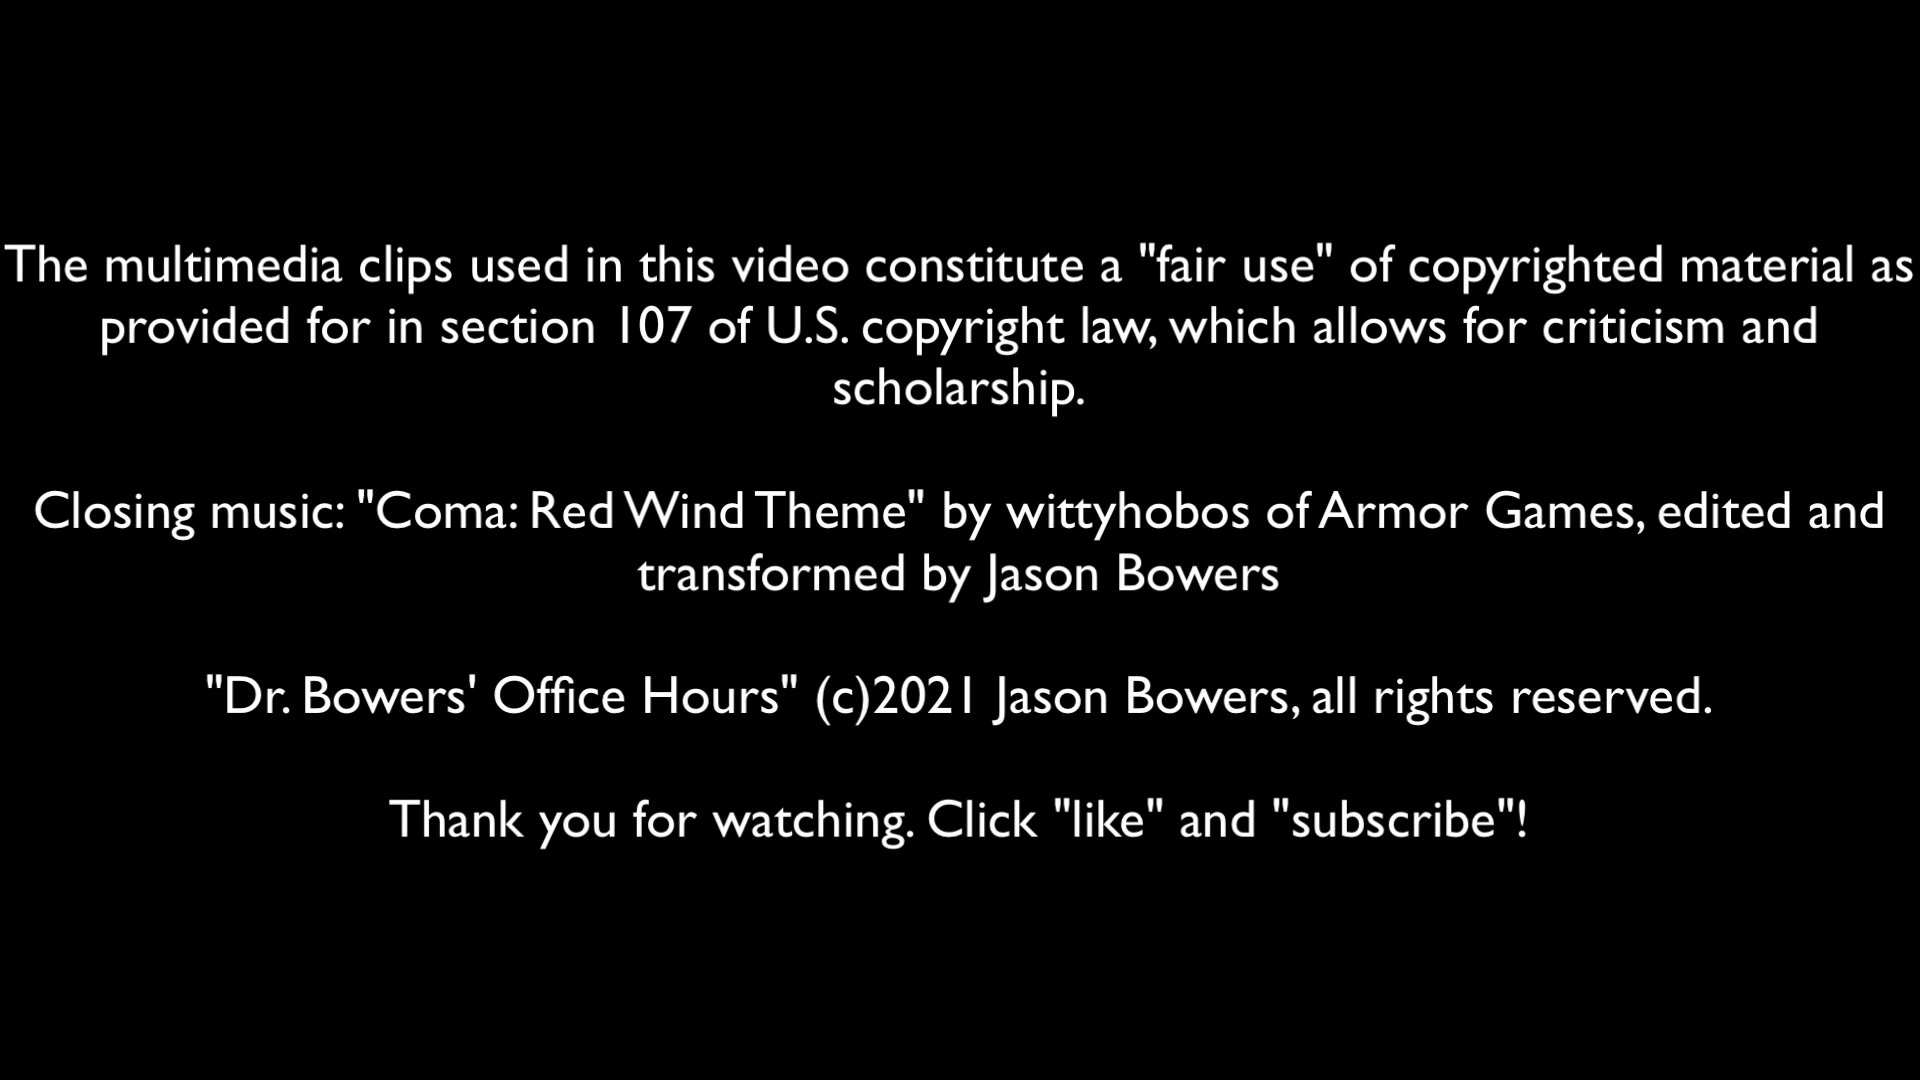 The multimedia clips used in this video constitute a "fair use" of copyrighted material as
provided for in section 107 of U.S. copyright law, which allows for criticism and
scholarship.
Closing music: "Coma: Red Wind Theme" by wittyhobos of Armor Games, edited and
transformed by Jason Bowers
"Dr. Bowers' Office Hours" (c)2021 Jason Bowers, all rights reserved.
Thank you for watching. Click "like" and "subscribe"!